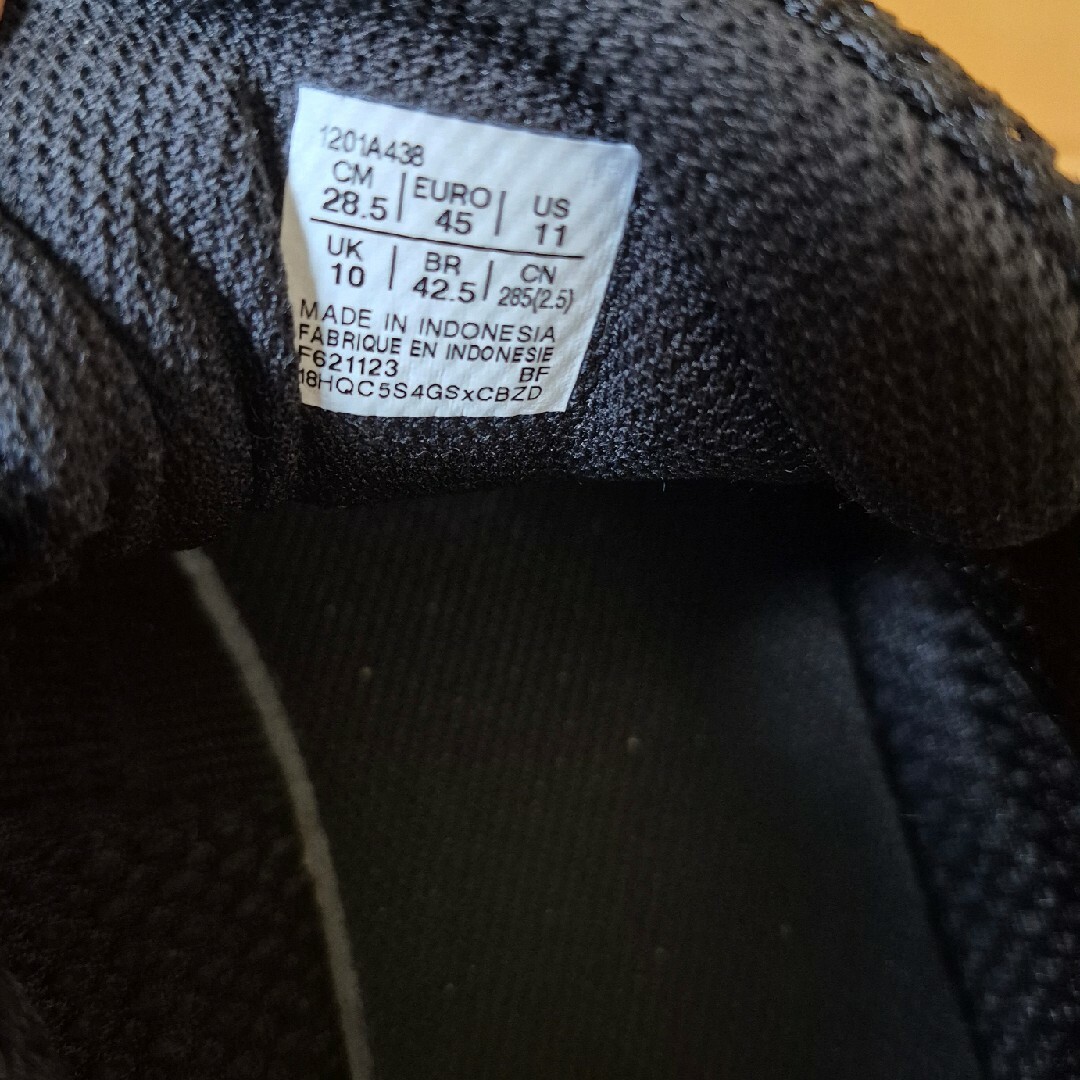 1201A438
CM | EURO | US
28.5 | 45 | 11
UK | BR | CN
10 | 42.5 | 285(2.5)
MADE IN INDONESIA
FABRIQUE EN INDONESIE
F621123 BF
18HQC5S4GSxCBZD